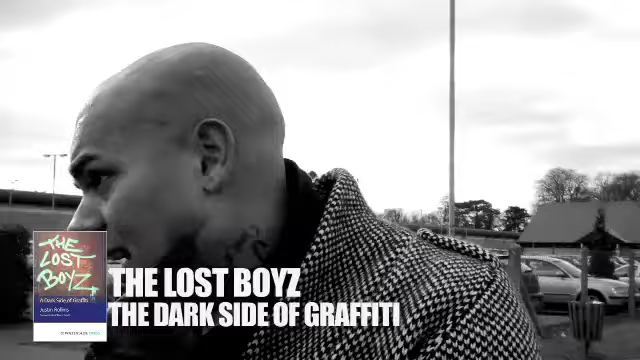 THE
LOST
BOYZ
A Dark Side of Graffiti
Justin Rollins
THE LOST BOYZ
THE DARK SIDE OF GRAFFITI